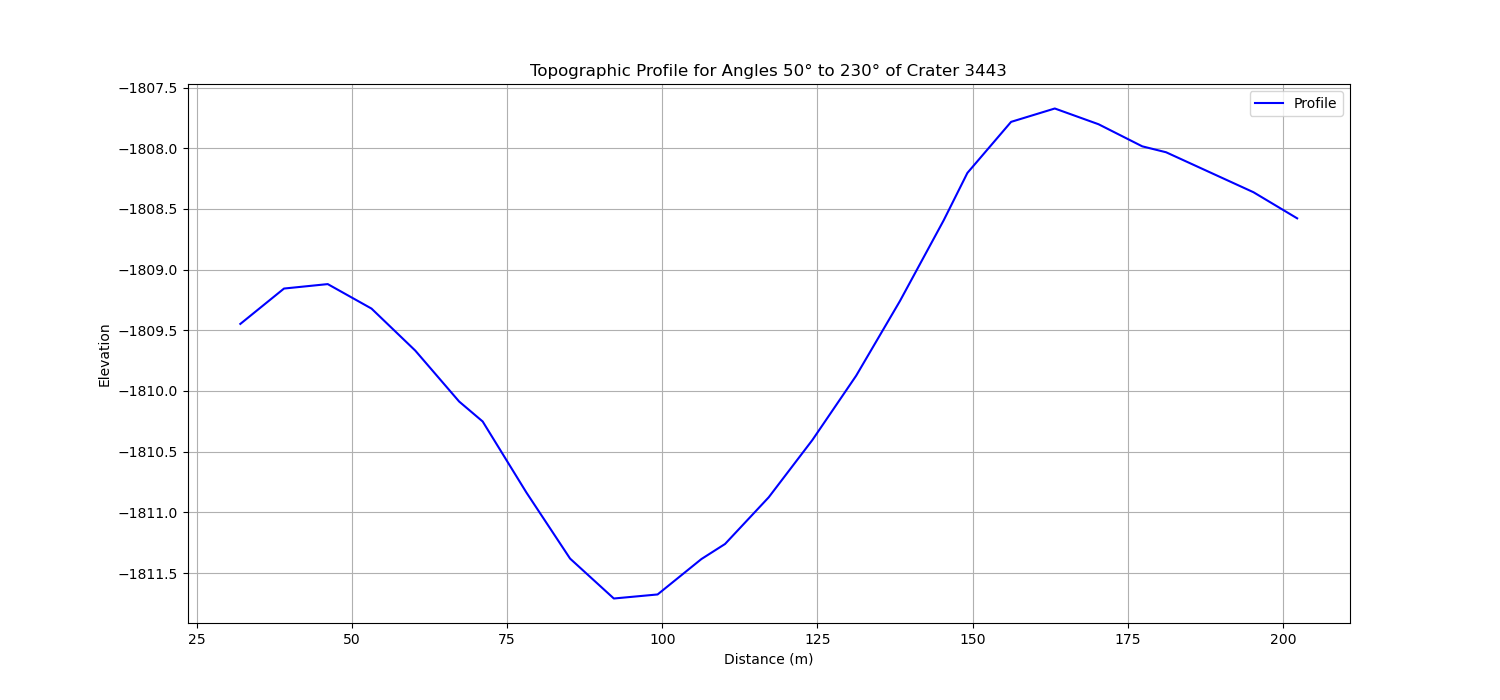 Topographic Profile for Angles 50° to 230° of Crater 3443
−1807.5
−1808.0
−1808.5
−1809.0
−1809.5
−1810.0
−1810.5
−1811.0
−1811.5
Elevation
Profile
25 50 75 100 125 150 175 200
Distance (m)